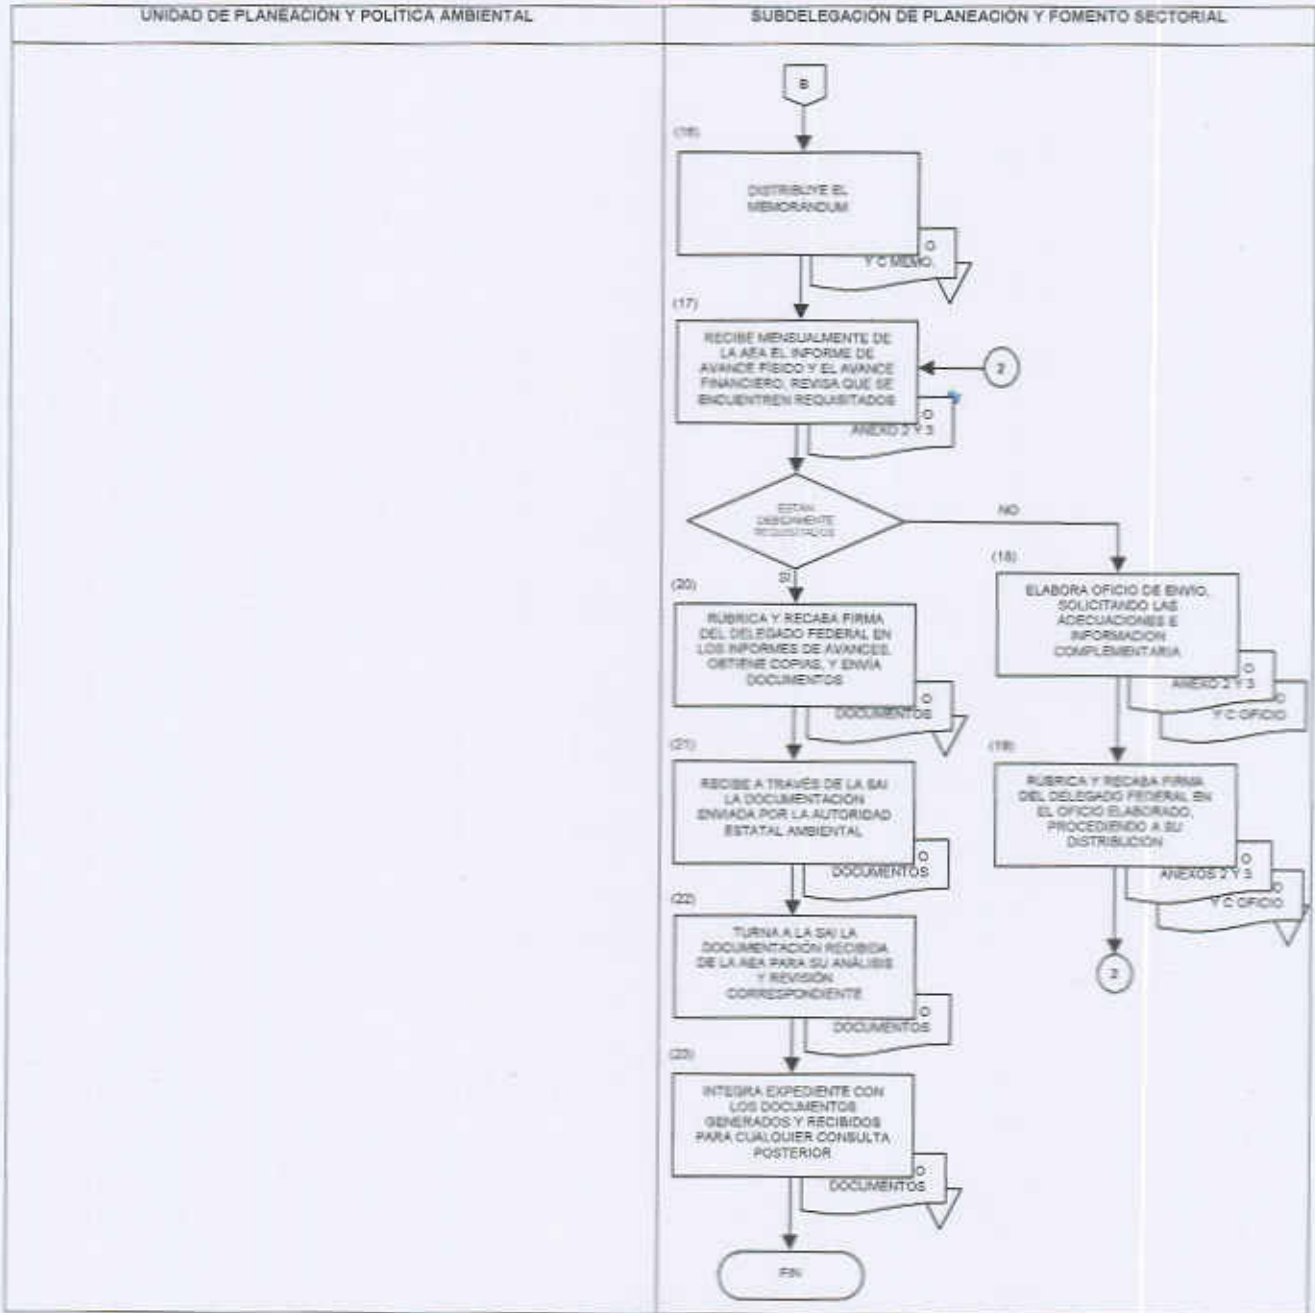 UNIDAD DE PLANEACIÓN Y POLÍTICA AMBIENTAL
SUBDELEGACIÓN DE PLANEACIÓN Y FOMENTO SECTORIAL
B
(16)
DISTRIBUYE EL
MEMORANDUM
O
Y C MEMO.
(17)
RECIBE MENSUALMENTE DE
LA AEA EL INFORME DE
AVANCE FÍSICO Y EL AVANCE
FINANCIERO, REVISA QUE SE
ENCUENTREN REQUISITADOS
2
O
ANEXO 2 Y 3
ESTAN
DEBIDAMENTE
REQUISITADOS
NO
SI
(18)
ELABORA OFICIO DE ENVIO,
SOLICITANDO LAS
ADECUACIONES E
INFORMACION
COMPLEMENTARIA
O
ANEXO 2 Y 3
O
Y C OFICIO
(20)
RÚBRICA Y RECABA FIRMA
DEL DELEGADO FEDERAL EN
LOS INFORMES DE AVANCES,
OBTIENE COPIAS, Y ENVÍA
DOCUMENTOS
O
DOCUMENTOS
(19)
RÚBRICA Y RECABA FIRMA
DEL DELEGADO FEDERAL EN
EL OFICIO ELABORADO,
PROCEDIENDO A SU
DISTRIBUCIÓN
O
ANEXOS 2 Y 3
O
Y C OFICIO
2
(21)
RECIBE A TRAVÉS DE LA SAI
LA DOCUMENTACIÓN
ENVIADA POR LA AUTORIDAD
ESTATAL AMBIENTAL
O
DOCUMENTOS
(22)
TURNA A LA SAI LA
DOCUMENTACIÓN RECIBIDA
DE LA AEA PARA SU ANÁLISIS
Y REVISIÓN
CORRESPONDIENTE
O
DOCUMENTOS
(23)
INTEGRA EXPEDIENTE CON
LOS DOCUMENTOS
GENERADOS Y RECIBIDOS
PARA CUALQUIER CONSULTA
POSTERIOR
O
DOCUMENTOS
FIN